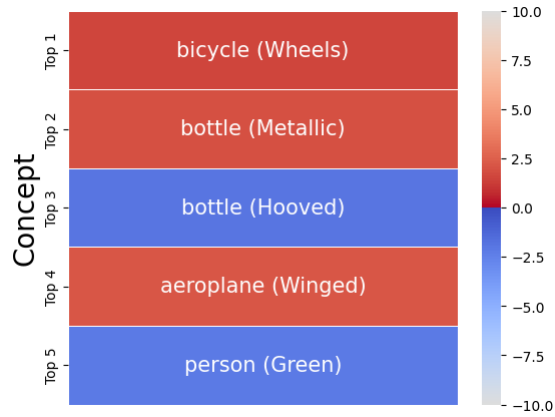 Concept
Top 1
bicycle (Wheels)
Top 2
bottle (Metallic)
Top 3
bottle (Hooved)
Top 4
aeroplane (Winged)
Top 5
person (Green)
10.0
7.5
5.0
2.5
0.0
−2.5
−5.0
−7.5
−10.0